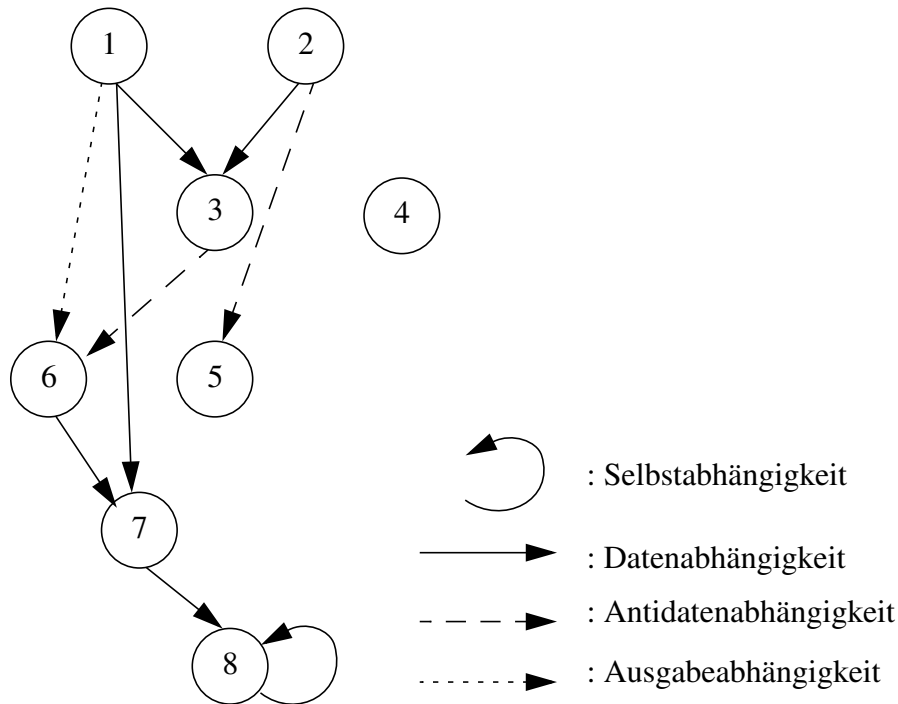 1
2
3
4
6
5
7
8
: Selbstabhängigkeit
: Datenabhängigkeit
: Antidatenabhängigkeit
: Ausgabeabhängigkeit